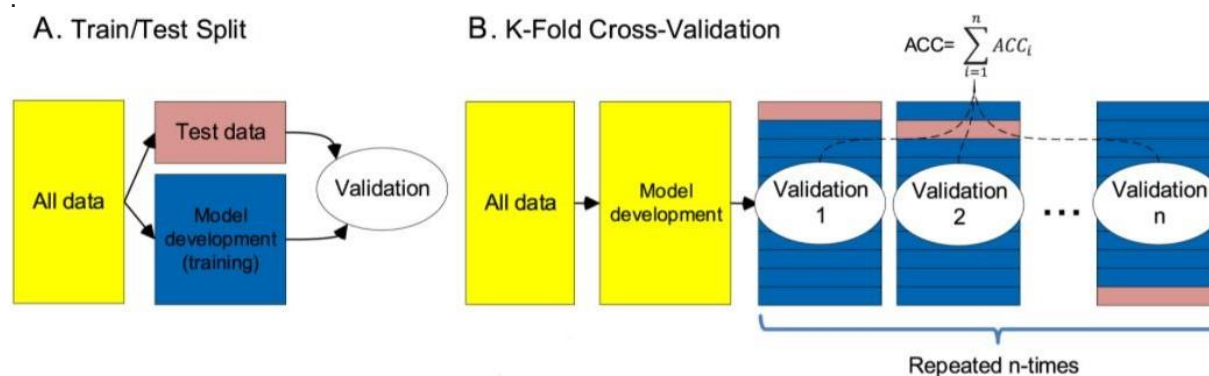 .
A. Train/Test Split
All data
Test data
Model
development
(training)
Validation
B. K-Fold Cross-Validation
ACC= \sum_{i=1}^{n} ACC_i
All data
Model
development
Validation
1
Validation
2
...
Validation
n
Repeated n-times